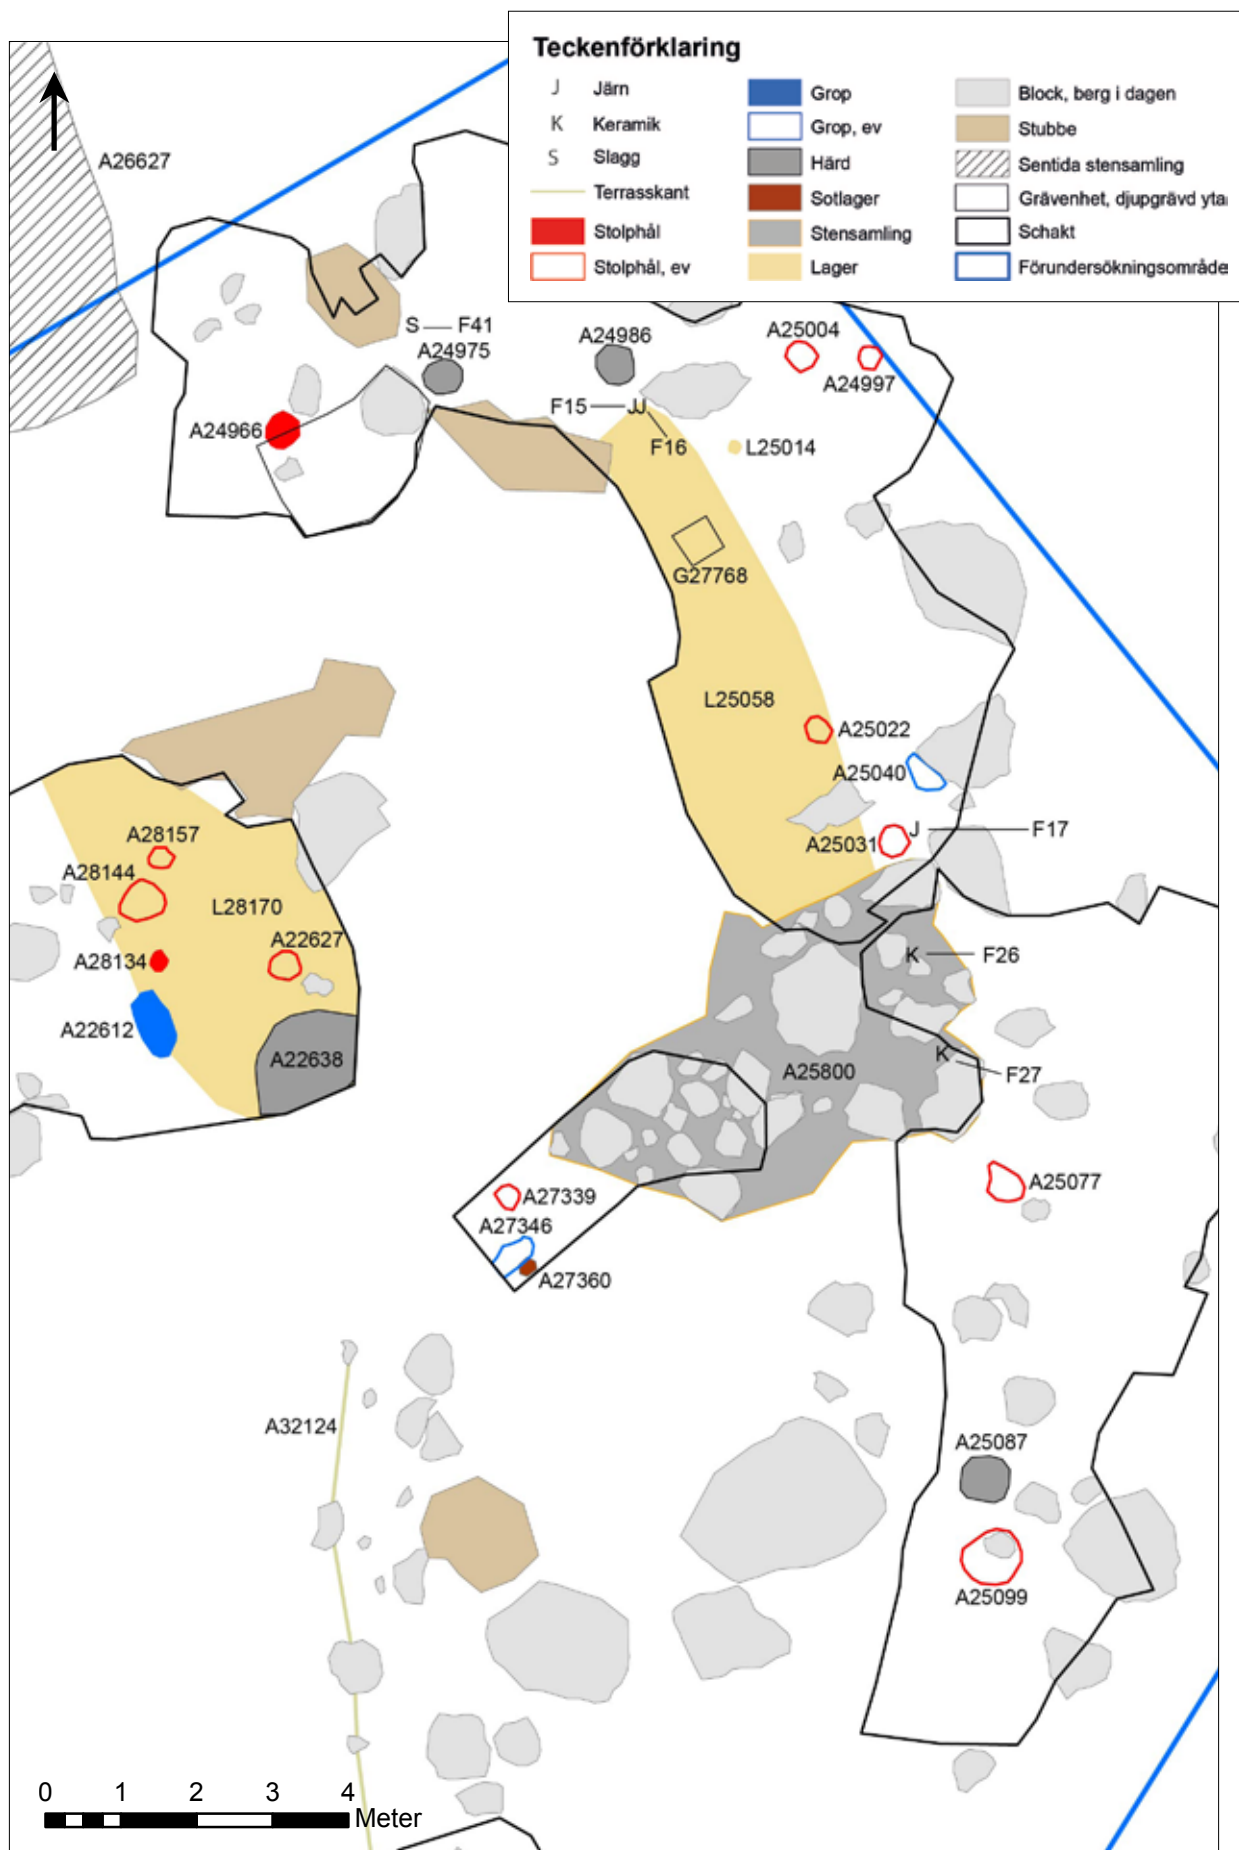 Teckenförklaring
J Järn
K Keramik
S Slagg
Terrasskant
Stolphål
Stolphål, ev
Grop
Grop, ev
Härd
Sotlager
Stensamling
Lager
Block, berg i dagen
Stubbe
Sentida stensamling
Grävenhet, djupgrävd yta
Schakt
Förundersökningsområde
A26627
S F41
A24975
A24986
A25004
A24997
F15 JJ
F16
A24966
L25014
G27768
L25058
A25022
A25040
A25031
J F17
A28157
A28144
L28170
A22627
A28134
A22612
A22638
K F26
K
F27
A25800
A25077
A27339
A27346
A27360
A32124
A25087
A25099
0 1 2 3 4
Meter